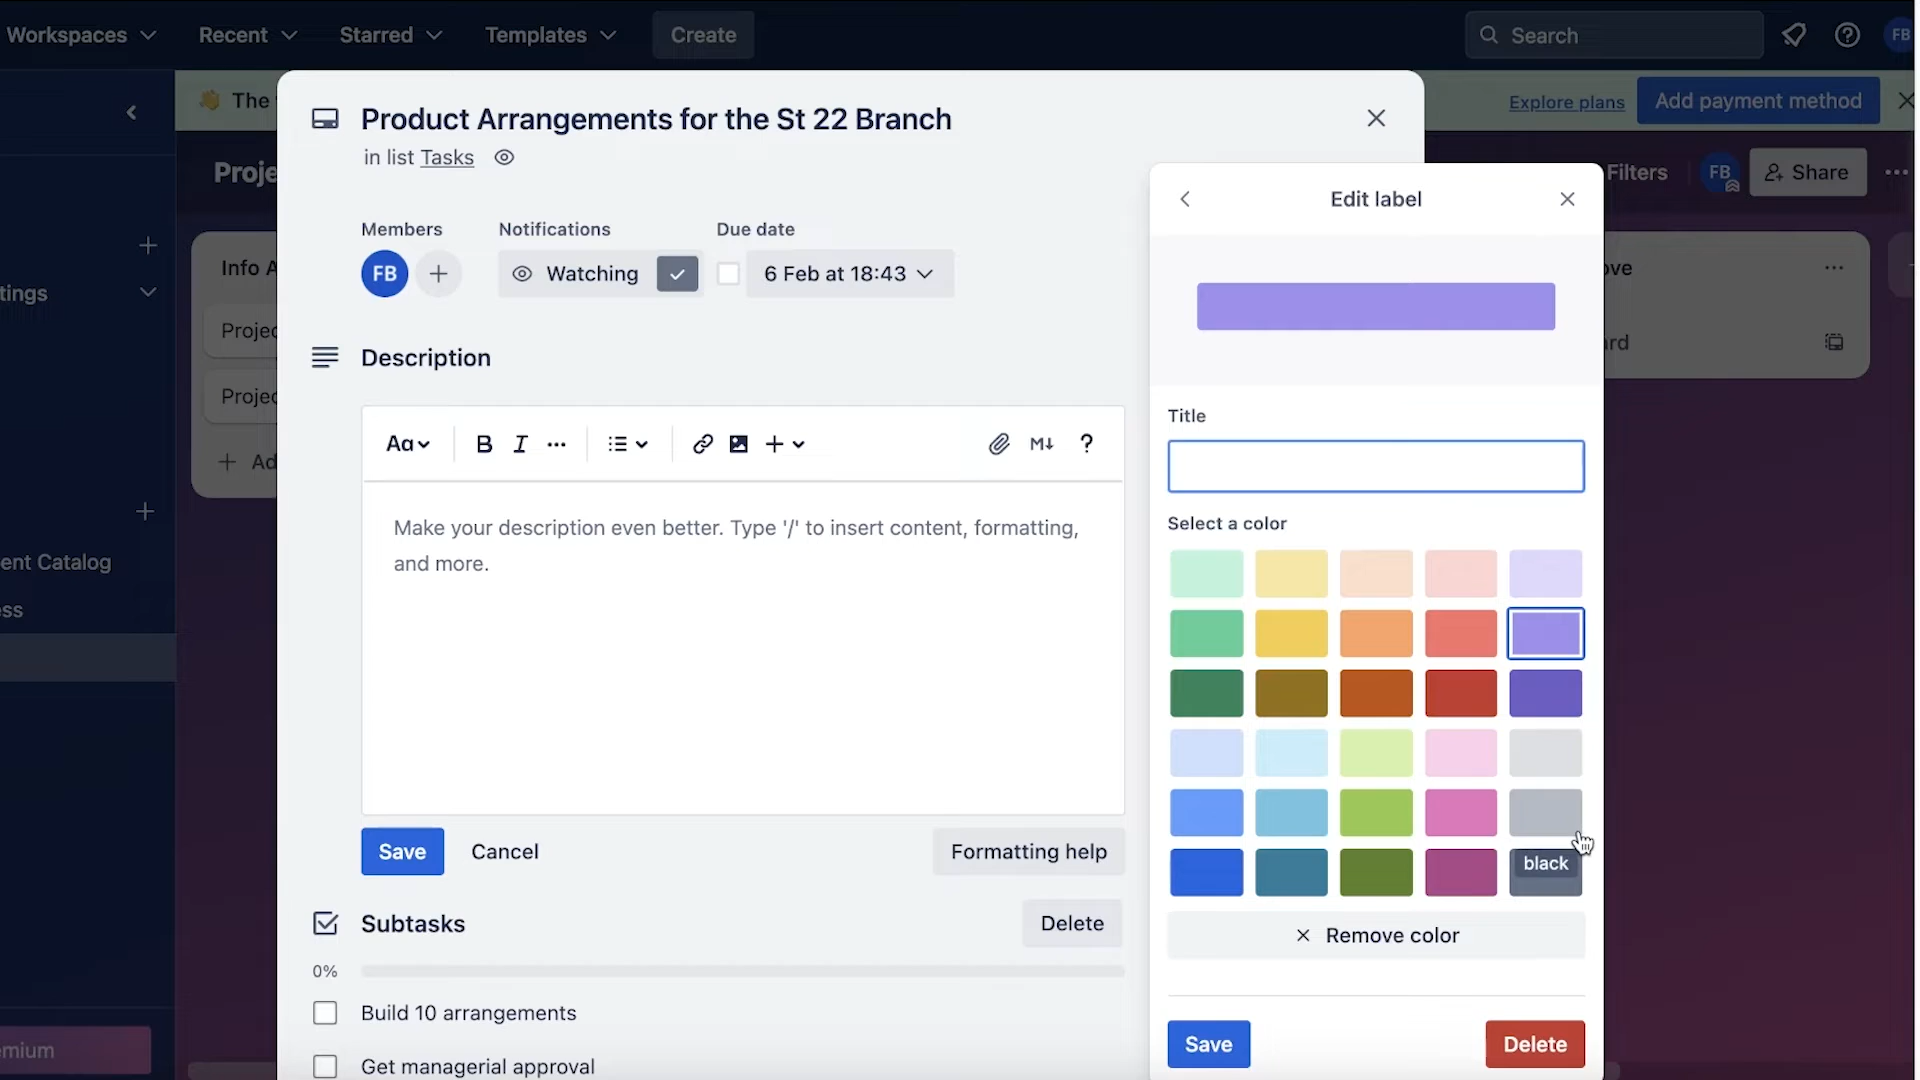 Workspaces Recent Starred Templates Create Search FB
The Explore plans Add payment method
Product Arrangements for the St 22 Branch
in list Tasks
Proje Filters FB Share
Edit label
Members Notifications Due date
FB Watching 6 Feb at 18:43
Info A
tings
Projec
Description
Title
Projec
Aa B I M↓ ?
Ad
Make your description even better. Type '/' to insert content, formatting,
and more.
Select a color
ent Catalog
ess
Save Cancel Formatting help
black
Subtasks Delete
Remove color
0%
Build 10 arrangements
Save Delete
emium
Get managerial approval